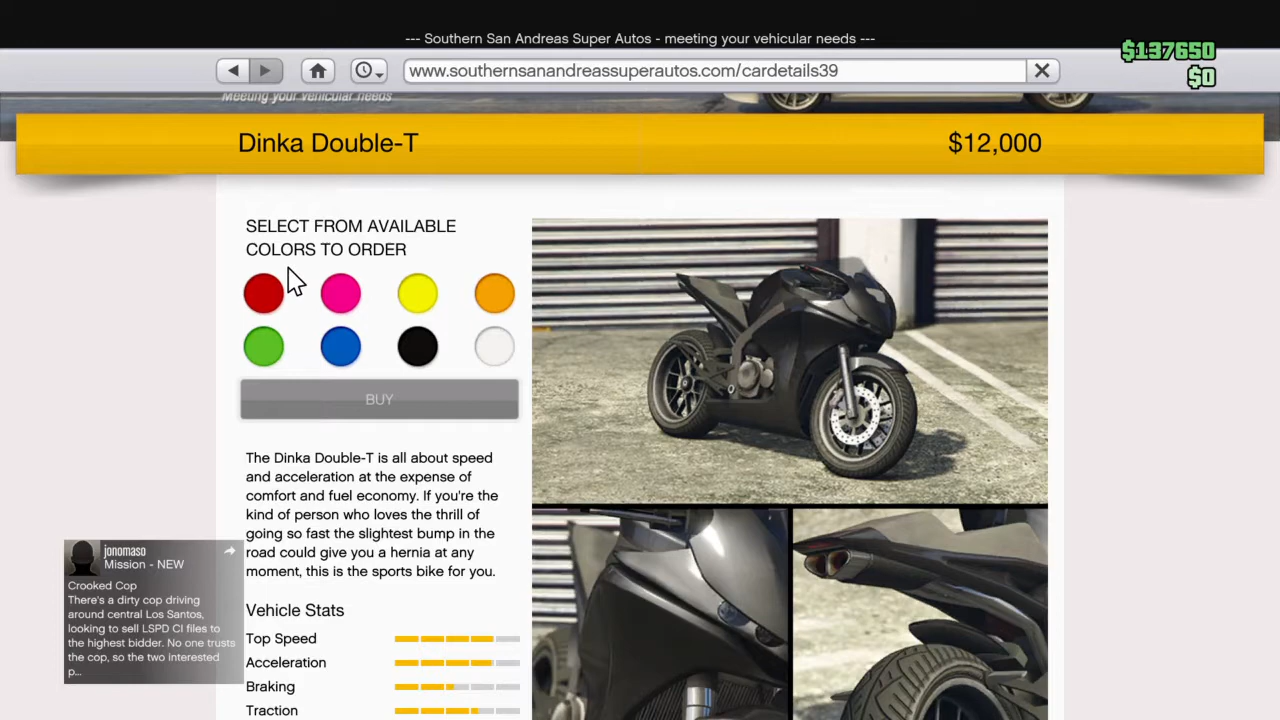 --- Southern San Andreas Super Autos - meeting your vehicular needs ---
$137650
$0
www.southernsanandreassuperautos.com/cardetails39
Meeting your vehicular needs
Dinka Double-T
$12,000
SELECT FROM AVAILABLE
COLORS TO ORDER
BUY
The Dinka Double-T is all about speed
and acceleration at the expense of
comfort and fuel economy. If you're the
kind of person who loves the thrill of
going so fast the slightest bump in the
road could give you a hernia at any
moment, this is the sports bike for you.
Vehicle Stats
Top Speed
Acceleration
Braking
Traction
jonomaso
Mission - NEW
Crooked Cop
There's a dirty cop driving
around central Los Santos,
looking to sell LSPD CI files to
the highest bidder. No one trusts
the cop, so the two interested
p...